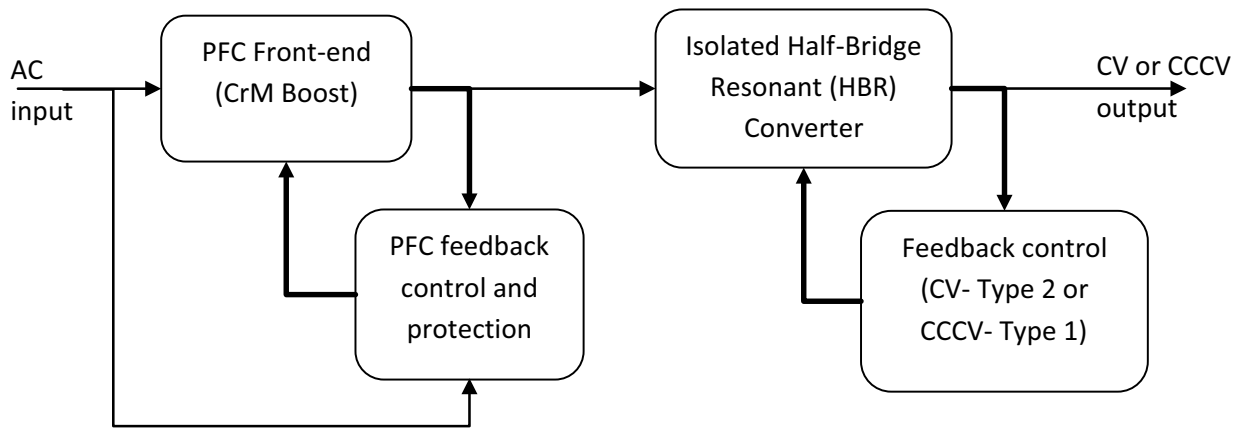 AC
input
PFC Front-end
(CrM Boost)
Isolated Half-Bridge
Resonant (HBR)
Converter
CV or CCCV
output
PFC feedback
control and
protection
Feedback control
(CV- Type 2 or
CCCV- Type 1)